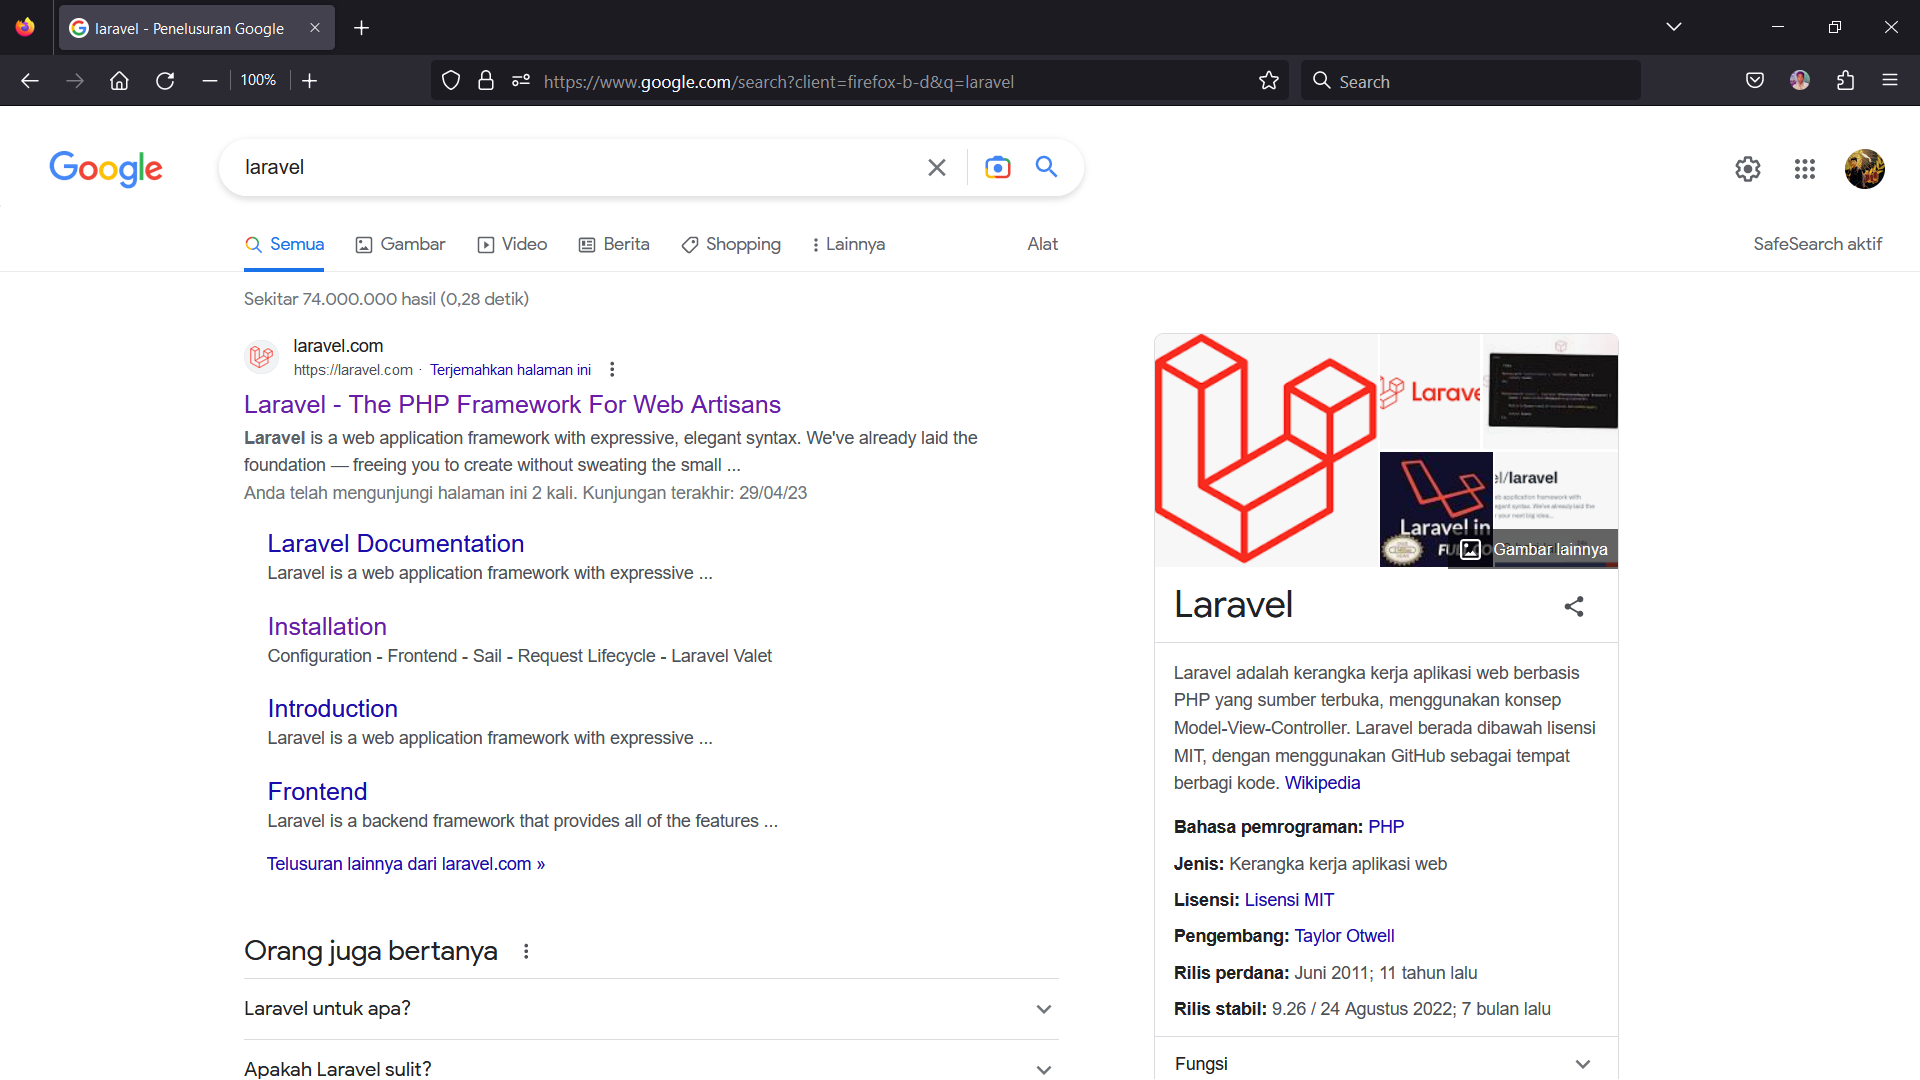 laravel - Penelusuran Google
100%
https://www.google.com/search?client=firefox-b-d&q=laravel
Search
Google
laravel
Semua
Gambar
Video
Berita
Shopping
Lainnya
Alat
SafeSearch aktif
Sekitar 74.000.000 hasil (0,28 detik)
laravel.com
https://laravel.com · Terjemahkan halaman ini
Laravel - The PHP Framework For Web Artisans
Laravel is a web application framework with expressive, elegant syntax. We've already laid the
foundation — freeing you to create without sweating the small ...
Anda telah mengunjungi halaman ini 2 kali. Kunjungan terakhir: 29/04/23
Laravel Documentation
Laravel is a web application framework with expressive ...
Installation
Configuration - Frontend - Sail - Request Lifecycle - Laravel Valet
Introduction
Laravel is a web application framework with expressive ...
Frontend
Laravel is a backend framework that provides all of the features ...
Telusuran lainnya dari laravel.com »
Orang juga bertanya
Laravel untuk apa?
Apakah Laravel sulit?
Larave
el/laravel
Laravel in
Gambar lainnya
Laravel
Laravel adalah kerangka kerja aplikasi web berbasis
PHP yang sumber terbuka, menggunakan konsep
Model-View-Controller. Laravel berada dibawah lisensi
MIT, dengan menggunakan GitHub sebagai tempat
berbagi kode. Wikipedia
Bahasa pemrograman: PHP
Jenis: Kerangka kerja aplikasi web
Lisensi: Lisensi MIT
Pengembang: Taylor Otwell
Rilis perdana: Juni 2011; 11 tahun lalu
Rilis stabil: 9.26 / 24 Agustus 2022; 7 bulan lalu
Fungsi